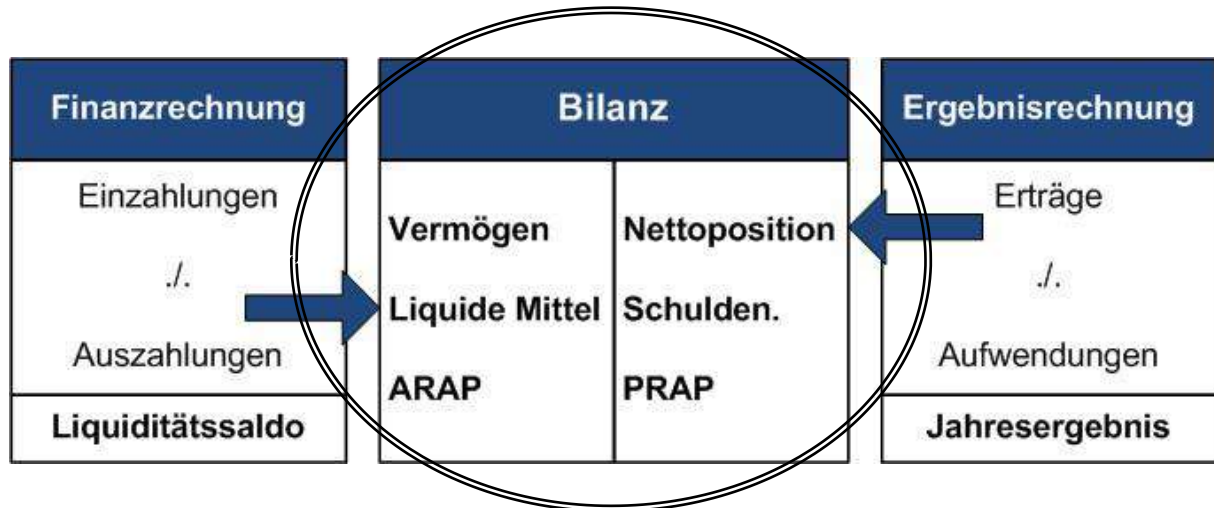 Finanzrechnung
Einzahlungen
./.
Auszahlungen
Liquiditätssaldo
Bilanz
Vermögen
Liquide Mittel
ARAP
Nettoposition
Schulden.
PRAP
Ergebnisrechnung
Erträge
./.
Aufwendungen
Jahresergebnis